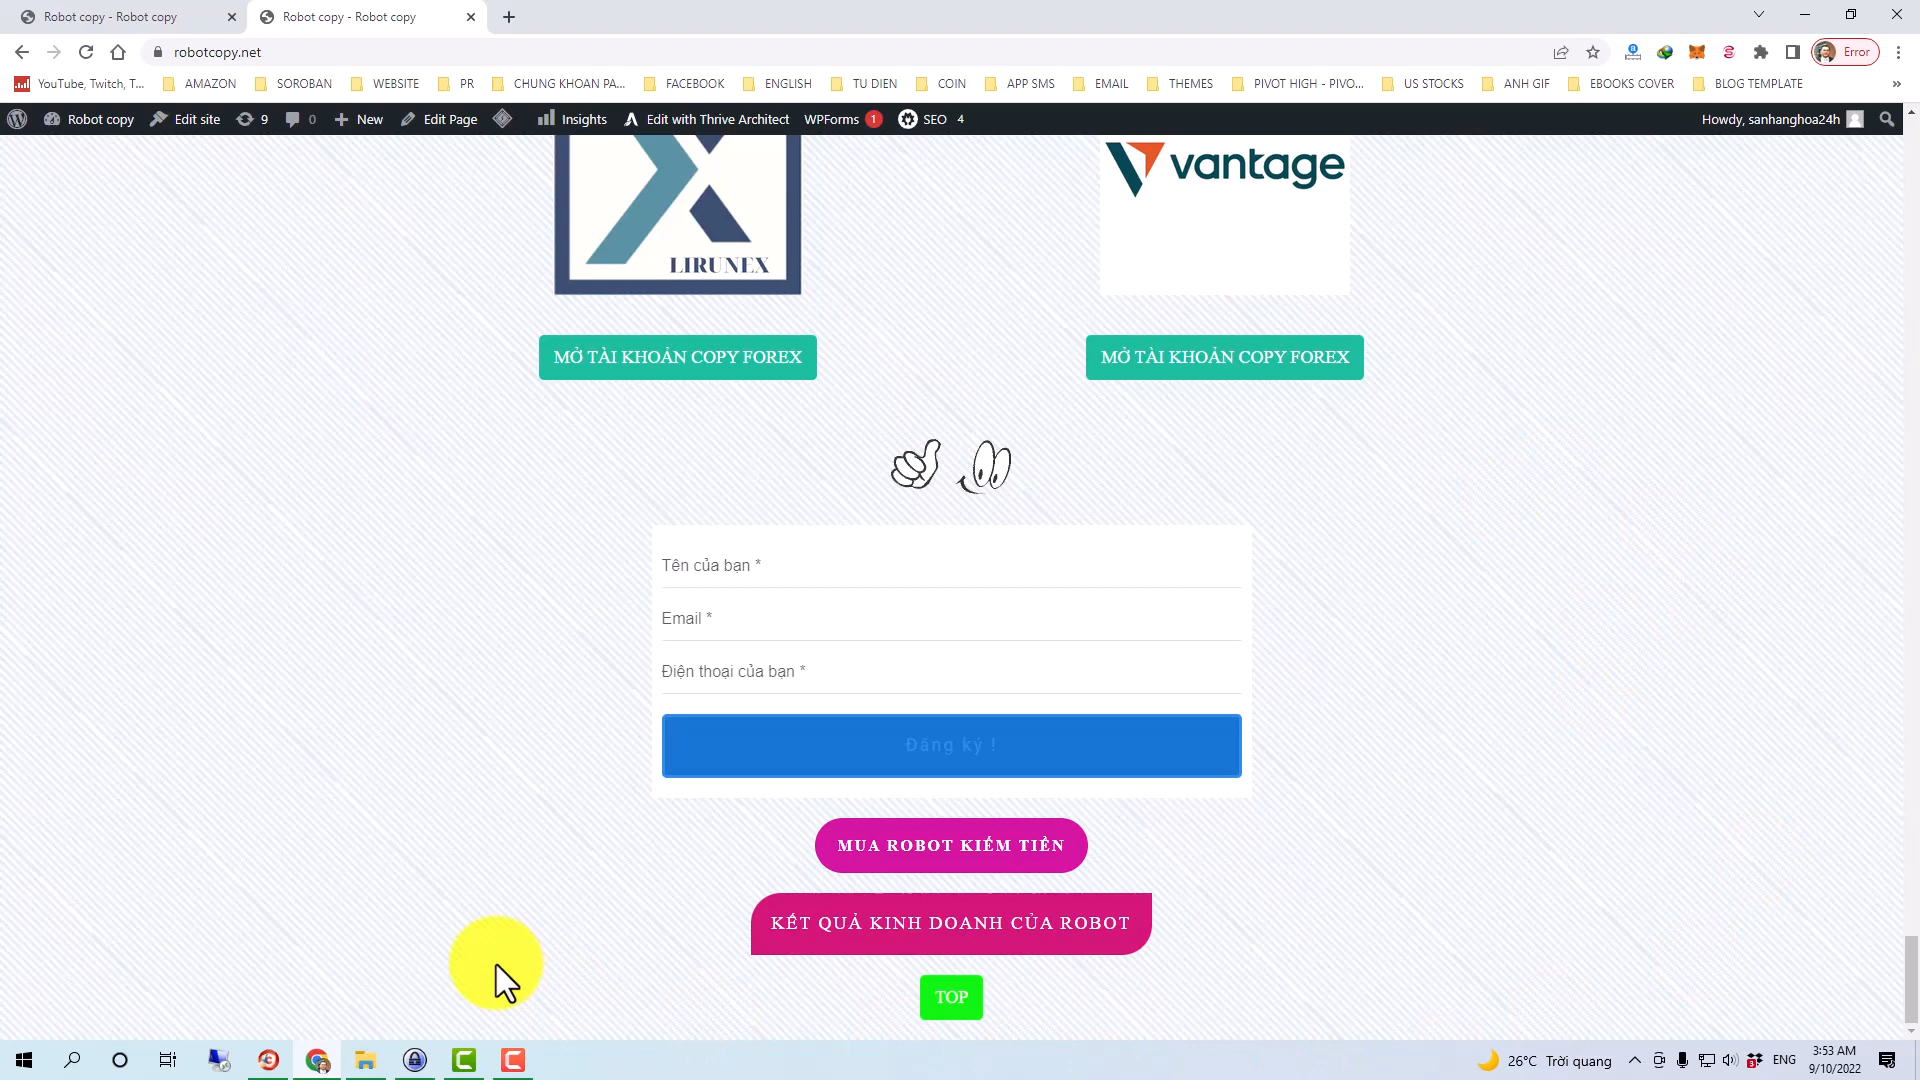 Robot copy - Robot copy
Robot copy - Robot copy
robotcopy.net
Error
YouTube, Twitch, T...
AMAZON
SOROBAN
WEBSITE
PR
CHUNG KHOAN PA...
FACEBOOK
ENGLISH
TU DIEN
COIN
APP SMS
EMAIL
THEMES
PIVOT HIGH - PIVO...
US STOCKS
ANH GIF
EBOOKS COVER
BLOG TEMPLATE
»
Robot copy
Edit site
9
0
New
Edit Page
Insights
Edit with Thrive Architect
WPForms 1
SEO 4
Howdy, sanhanghoa24h
LIRUNEX
vantage
MỞ TÀI KHOẢN COPY FOREX
MỞ TÀI KHOẢN COPY FOREX
Tên của bạn *
Email *
Điện thoại của bạn *
Đăng ký !
MUA ROBOT KIẾM TIỀN
KẾT QUẢ KINH DOANH CỦA ROBOT
TOP
26°C Trời quang
ENG
3:53 AM
9/10/2022